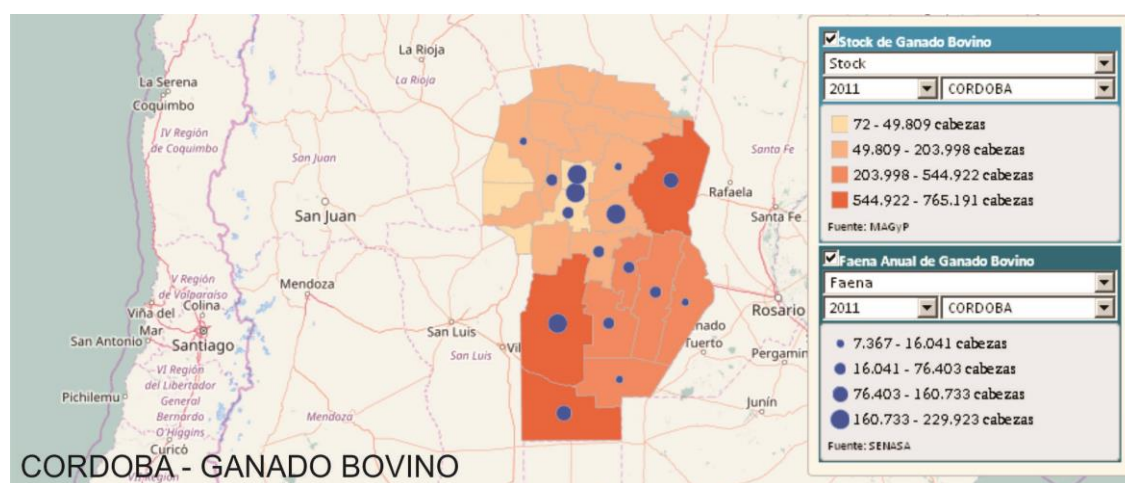 La Rioja
La Rioja
La Serena
Coquimbo
IV Región
de Coquimbo
San Juan
San Juan
Santa Fe
Rafaela
Santa Fe
Mendoza
V Región
de Valparaíso
Viña del
Mar
Colina
San Antonio
Santiago
San Luis
San Luis
Vil
Rosario
nado
uerto
Pergamin
VI Región
del Libertador
General
Bernardo
O'Higgins
Pichilemu
Mendoza
Junín
Curicó
VII Región
CORDOBA - GANADO BOVINO
Stock de Ganado Bovino
Stock
2011 CORDOBA
72 - 49.809 cabezas
49.809 - 203.998 cabezas
203.998 - 544.922 cabezas
544.922 - 765.191 cabezas
Fuente: MAGyP
Faena Anual de Ganado Bovino
Faena
2011 CORDOBA
7.367 - 16.041 cabezas
16.041 - 76.403 cabezas
76.403 - 160.733 cabezas
160.733 - 229.923 cabezas
Fuente: SENASA